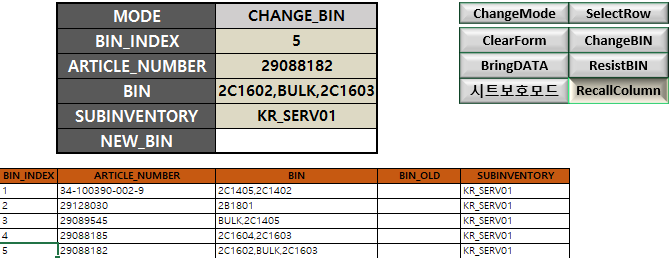 MODE CHANGE_BIN
BIN_INDEX 5
ARTICLE_NUMBER 29088182
BIN 2C1602,BULK,2C1603
SUBINVENTORY KR_SERV01
NEW_BIN
ChangeMode SelectRow
ClearForm ChangeBIN
BringDATA ResistBIN
시트보호모드 RecallColumn
BIN_INDEX ARTICLE_NUMBER BIN BIN_OLD SUBINVENTORY
1 34-100390-002-9 2C1405,2C1402 KR_SERV01
2 29128030 2B1801 KR_SERV01
3 29089545 BULK,2C1405 KR_SERV01
4 29088185 2C1604,2C1603 KR_SERV01
5 29088182 2C1602,BULK,2C1603 KR_SERV01